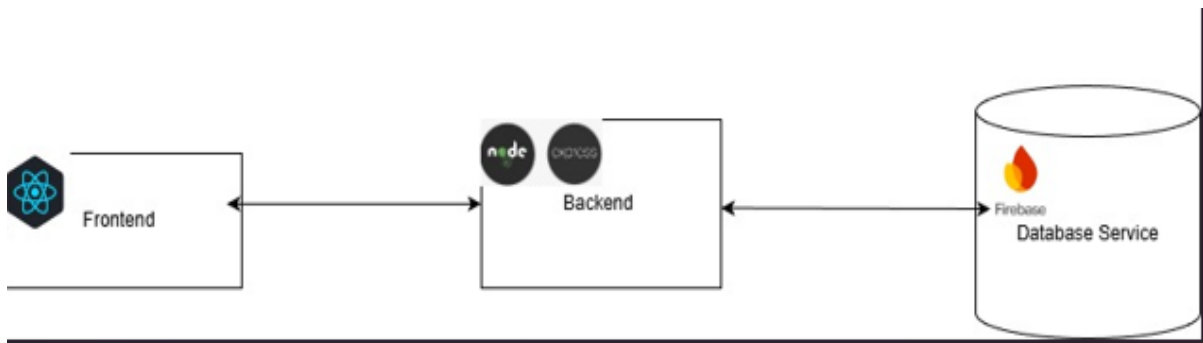 Frontend
node
express
Backend
Firebase
Database Service